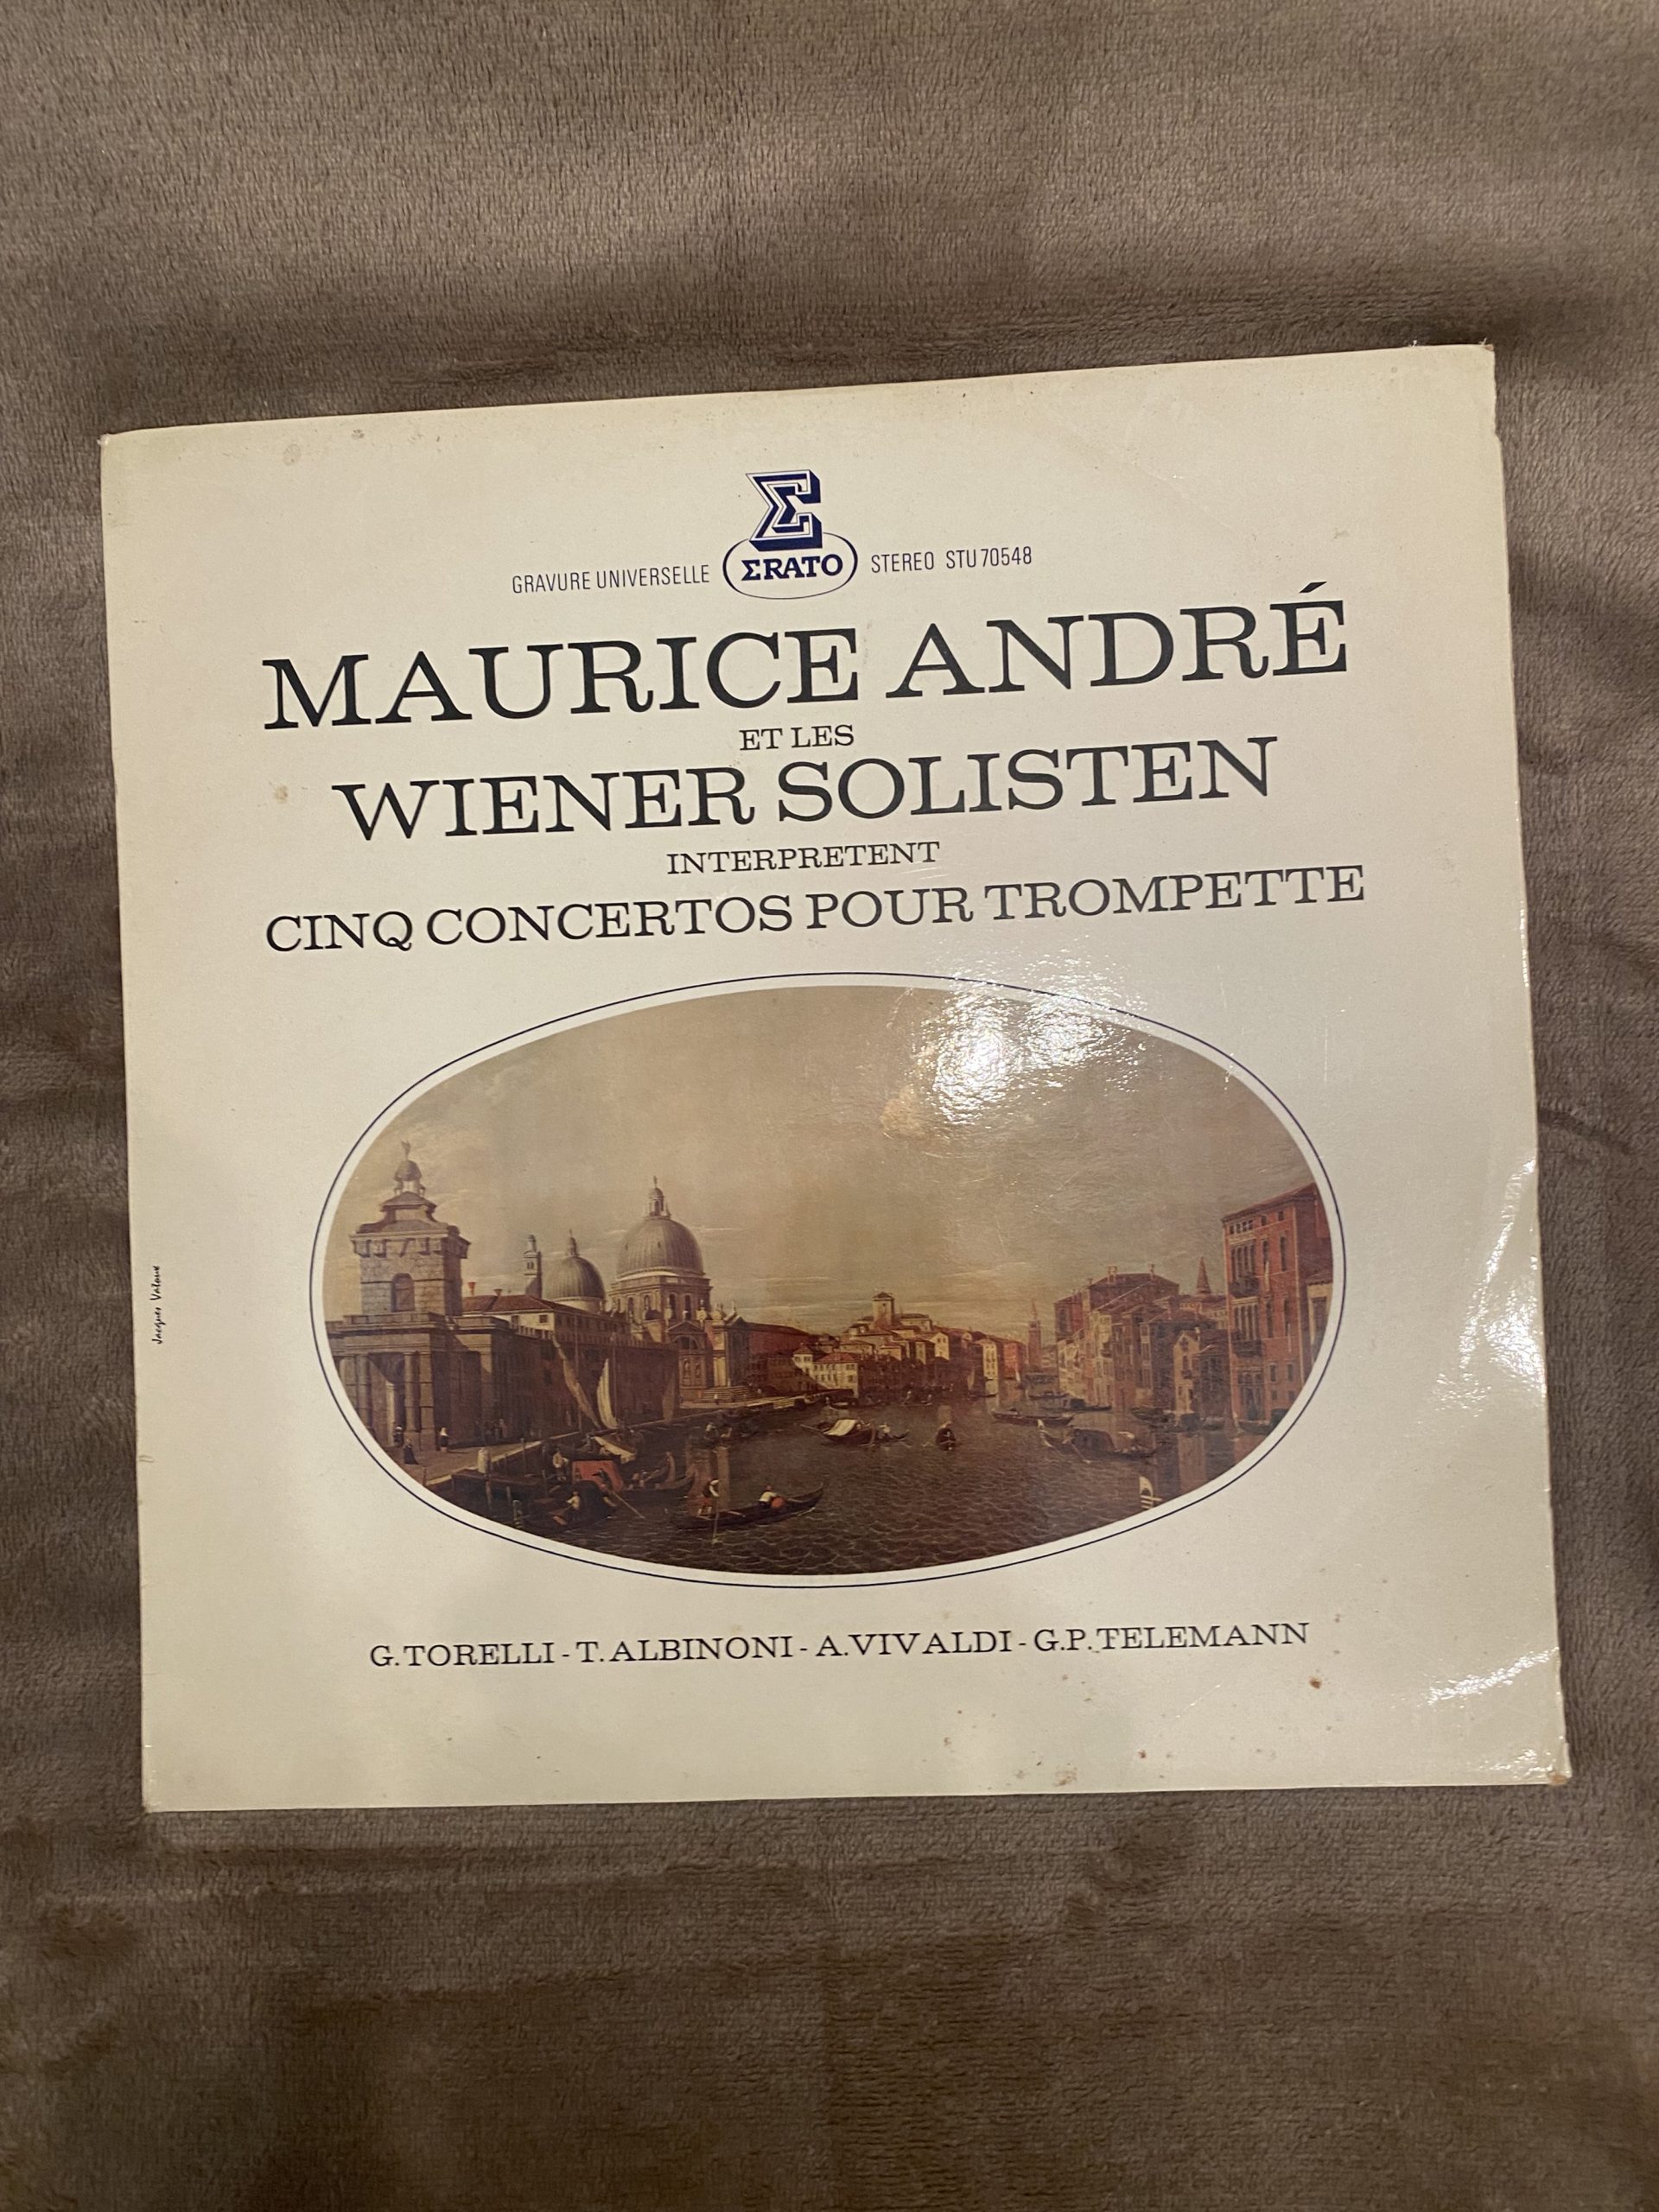 GRAVURE UNIVERSELLE ΣRATO STEREO STU 70548
MAURICE ANDRÉ
ET LES
WIENER SOLISTEN
INTERPRETENT
CINQ CONCERTOS POUR TROMPETTE
Jacques
G. TORELLI - T. ALBINONI - A. VIVALDI - G.P. TELEMANN